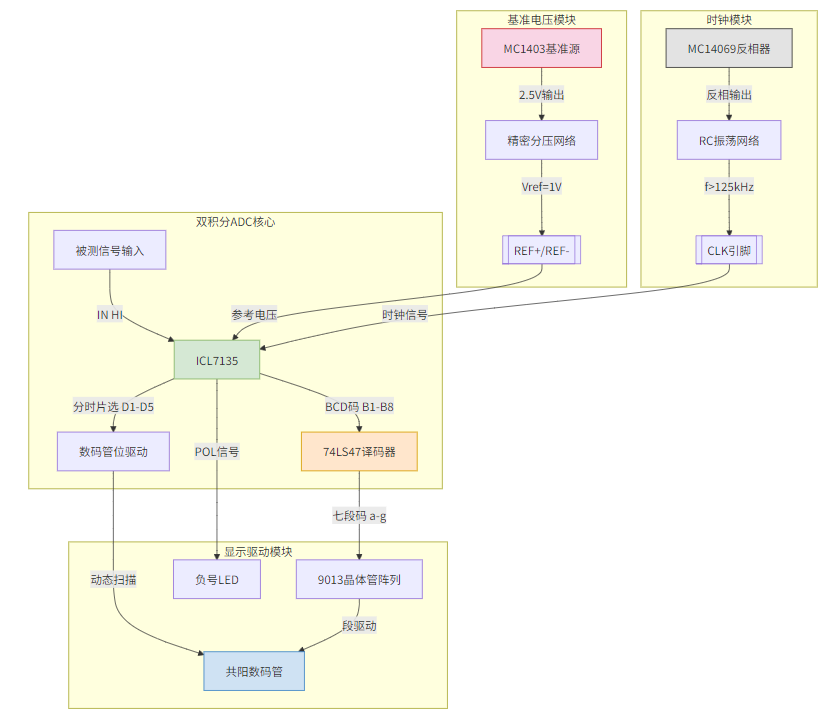 基准电压模块
时钟模块
MC1403基准源
MC14069反相器
2.5V输出
反相输出
精密分压网络
RC振荡网络
Vref=1V
f>125kHz
双积分ADC核心
被测信号输入
REF+/REF-
CLK引脚
IN HI
参考电压
时钟信号
ICL7135
分时片选 D1-D5
BCD码 B1-B8
数码管位驱动
POL信号
74LS47译码器
七段码 a-g
显示驱动模块
动态扫描
负号LED
9013晶体管阵列
段驱动
共阳数码管